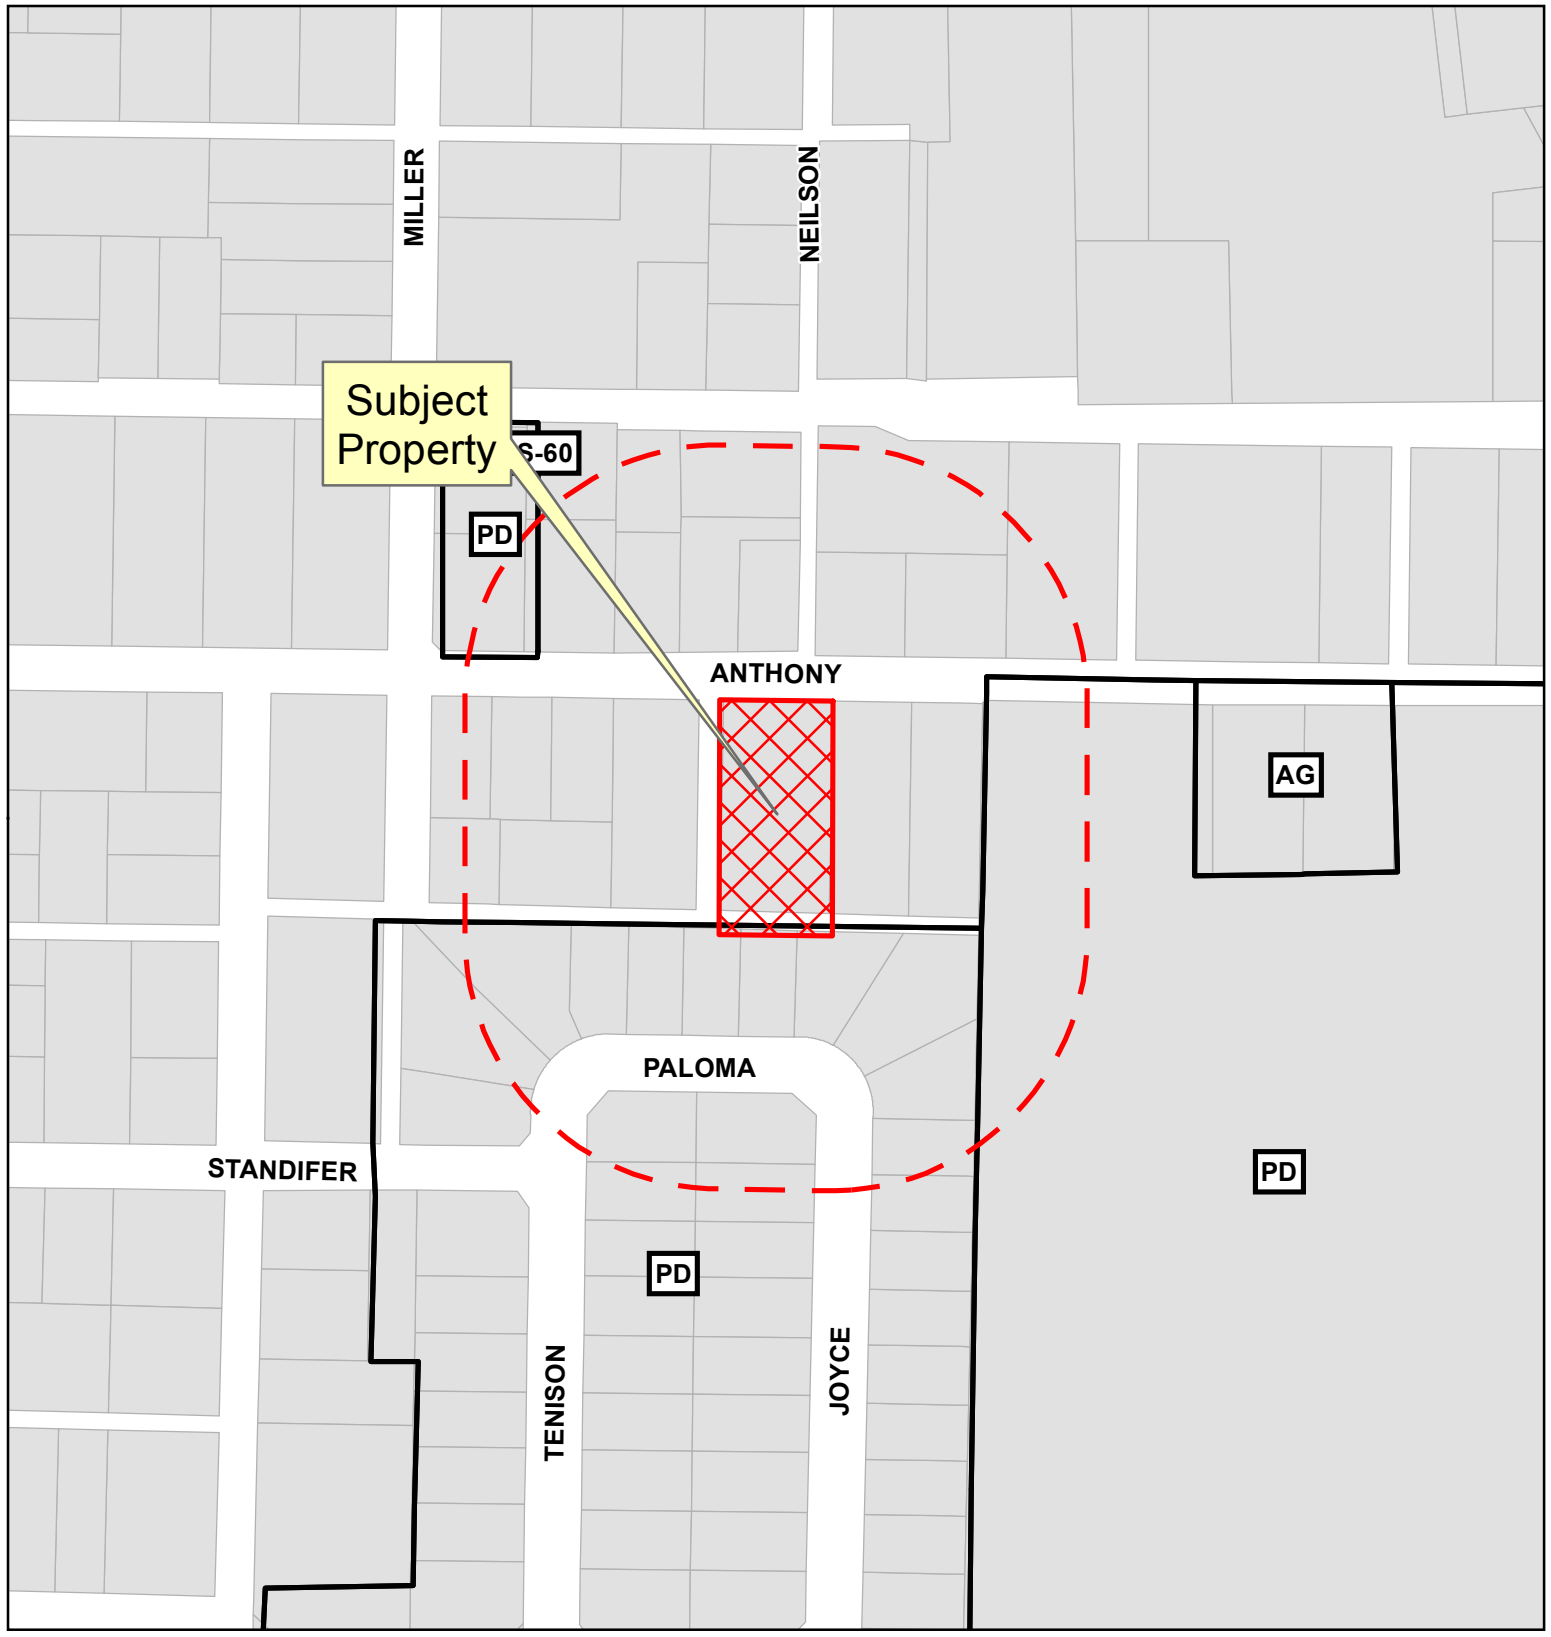 MILLER
NEILSON
Subject
Property
S-60
PD
ANTHONY
AG
PALOMA
STANDIFER
PD
PD
TENISON
JOYCE